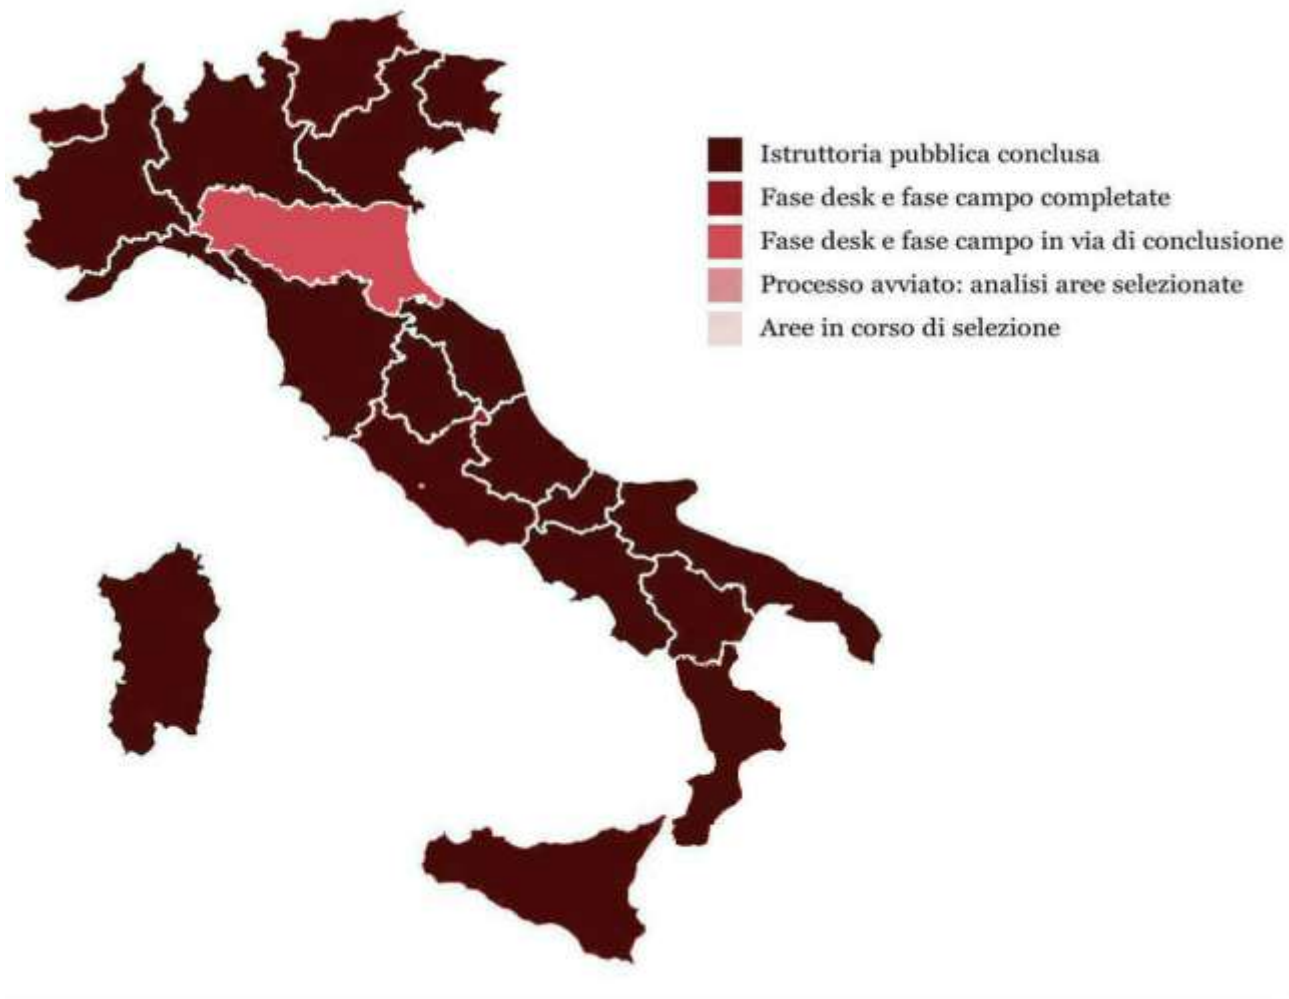 Istruttoria pubblica conclusa
Fase desk e fase campo completate
Fase desk e fase campo in via di conclusione
Processo avviato: analisi aree selezionate
Aree in corso di selezione